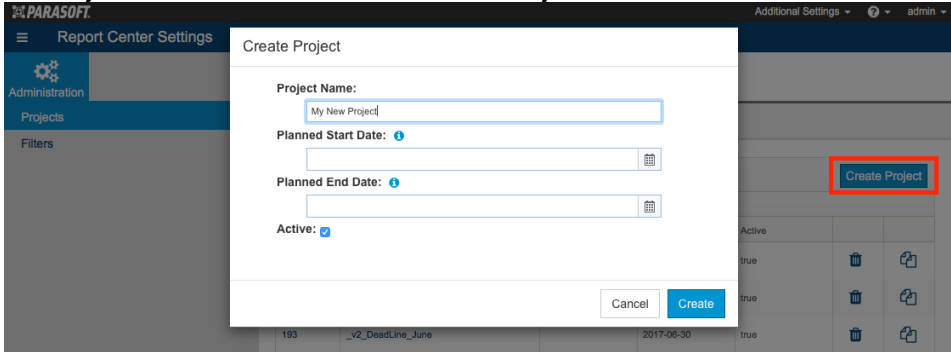 PARASOFT.
Additional Settings
admin
Report Center Settings
Create Project
Administration
Project Name:
My New Project
Projects
Planned Start Date:
Filters
Create Project
Planned End Date:
Active:
Active
true
Cancel
Create
true
193 _v2_DeadLine_June 2017-06-30 true